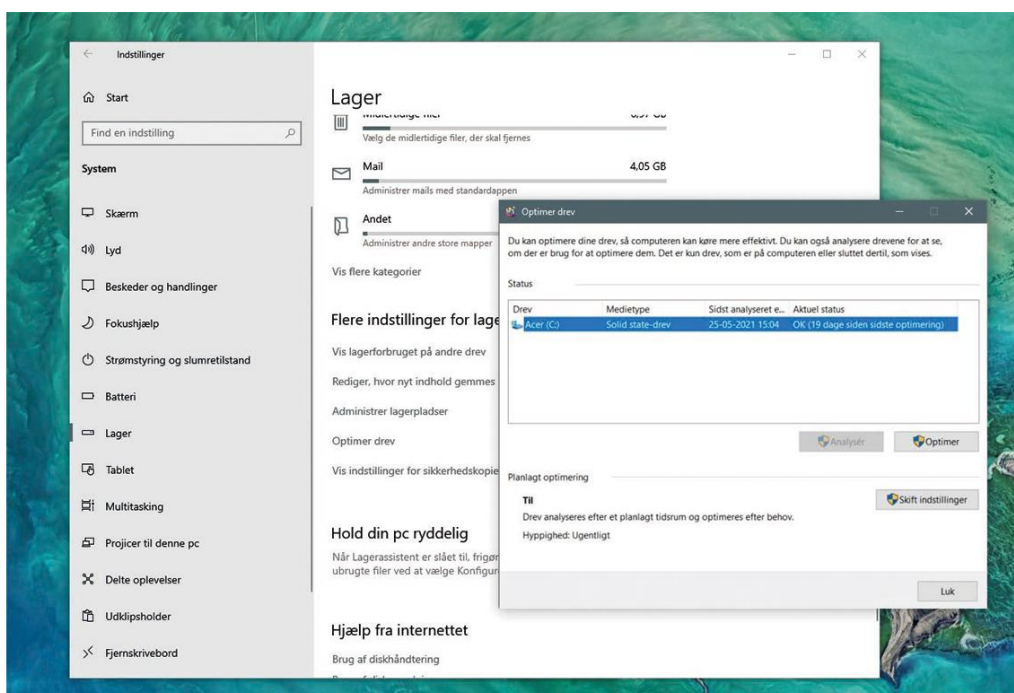 Indstillinger
Start
Find en indstilling
System
Skærm
Lyd
Beskeder og handlinger
Fokushjælp
Strømstyring og slumretilstand
Batteri
Lager
Tablet
Multitasking
Projicer til denne pc
Delte oplevelser
Udklipsholder
Fjernskrivebord
Lager
Vælg de midlertidige filer, der skal fjernes
Mail 4,05 GB
Administrer mails med standardappen
Andet
Administrer andre store mapper
Vis flere kategorier
Flere indstillinger for lage
Vis lagerforbruget på andre drev
Rediger, hvor nyt indhold gemmes
Administrer lagerpladser
Optimer drev
Vis indstillinger for sikkerhedskopie
Hold din pc ryddelig
Når Lagerassistent er slået til, frigør
ubrugte filer ved at vælge Konfigur
Hjælp fra internettet
Brug af diskhåndtering
Optimer drev
Du kan optimere dine drev, så computeren kan køre mere effektivt. Du kan også analysere drevene for at se,
om der er brug for at optimere dem. Det er kun drev, som er på computeren eller sluttet dertil, som vises.
Status
Drev Medietype Sidst analyseret e... Aktuel status
Acer (C:) Solid state-drev 25-05-2021 15:04 OK (19 dage siden sidste optimering)
Analysér Optimer
Planlagt optimering
Til Skift indstillinger
Drev analyseres efter et planlagt tidsrum og optimeres efter behov.
Hyppighed: Ugentligt
Luk